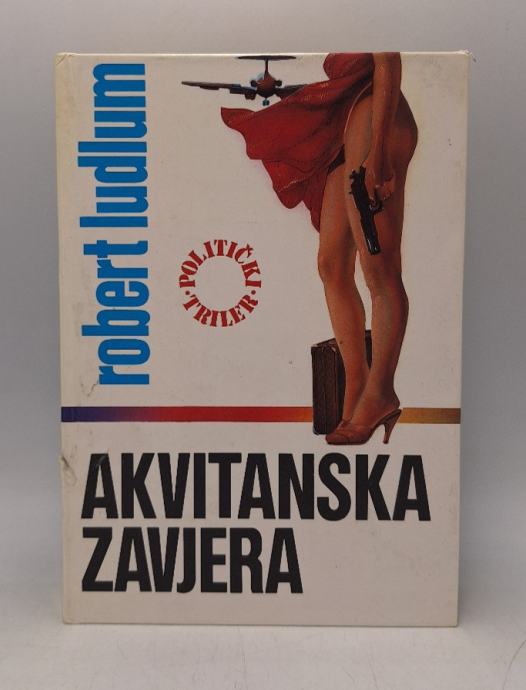 robert ludlum
•POLITIČKI•
TRILER
AKVITANSKA
ZAVJERA